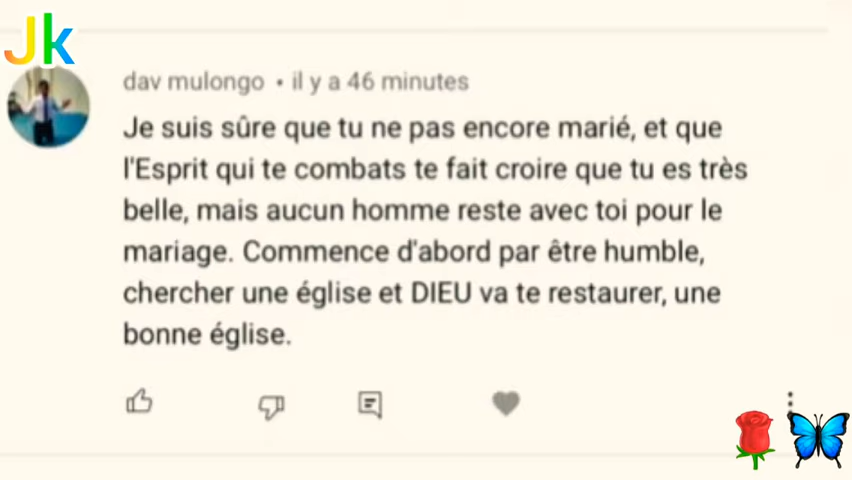 Jk
dav mulongo • il y a 46 minutes
Je suis sûre que tu ne pas encore marié, et que
l'Esprit qui te combats te fait croire que tu es très
belle, mais aucun homme reste avec toi pour le
mariage. Commence d'abord par être humble,
chercher une église et DIEU va te restaurer, une
bonne église.